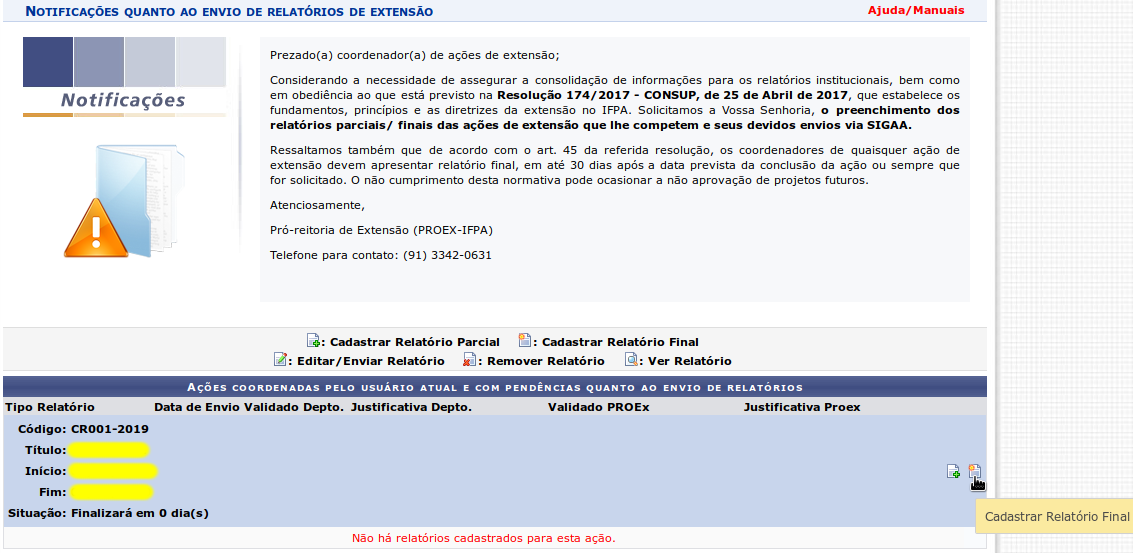 NOTIFICAÇÕES QUANTO AO ENVIO DE RELATÓRIOS DE EXTENSÃO
Ajuda/Manuais
Notificações
Prezado(a) coordenador(a) de ações de extensão;
Considerando a necessidade de assegurar a consolidação de informações para os relatórios institucionais, bem como
em obediência ao que está previsto na Resolução 174/2017 - CONSUP, de 25 de Abril de 2017, que estabelece os
fundamentos, princípios e as diretrizes da extensão no IFPA. Solicitamos a Vossa Senhoria, o preenchimento dos
relatórios parciais/ finais das ações de extensão que lhe competem e seus devidos envios via SIGAA.
Ressaltamos também que de acordo com o art. 45 da referida resolução, os coordenadores de quaisquer ação de
extensão devem apresentar relatório final, em até 30 dias após a data prevista da conclusão da ação ou sempre que
for solicitado. O não cumprimento desta normativa pode ocasionar a não aprovação de projetos futuros.
Atenciosamente,
Pró-reitoria de Extensão (PROEX-IFPA)
Telefone para contato: (91) 3342-0631
: Cadastrar Relatório Parcial : Cadastrar Relatório Final
: Editar/Enviar Relatório : Remover Relatório : Ver Relatório
AÇÕES COORDENADAS PELO USUÁRIO ATUAL E COM PENDÊNCIAS QUANTO AO ENVIO DE RELATÓRIOS
Tipo Relatório Data de Envio Validado Depto. Justificativa Depto. Validado PROEx Justificativa Proex
Código: CR001-2019
Título:
Início:
Fim:
Situação: Finalizará em 0 dia(s)
Cadastrar Relatório Final
Não há relatórios cadastrados para esta ação.